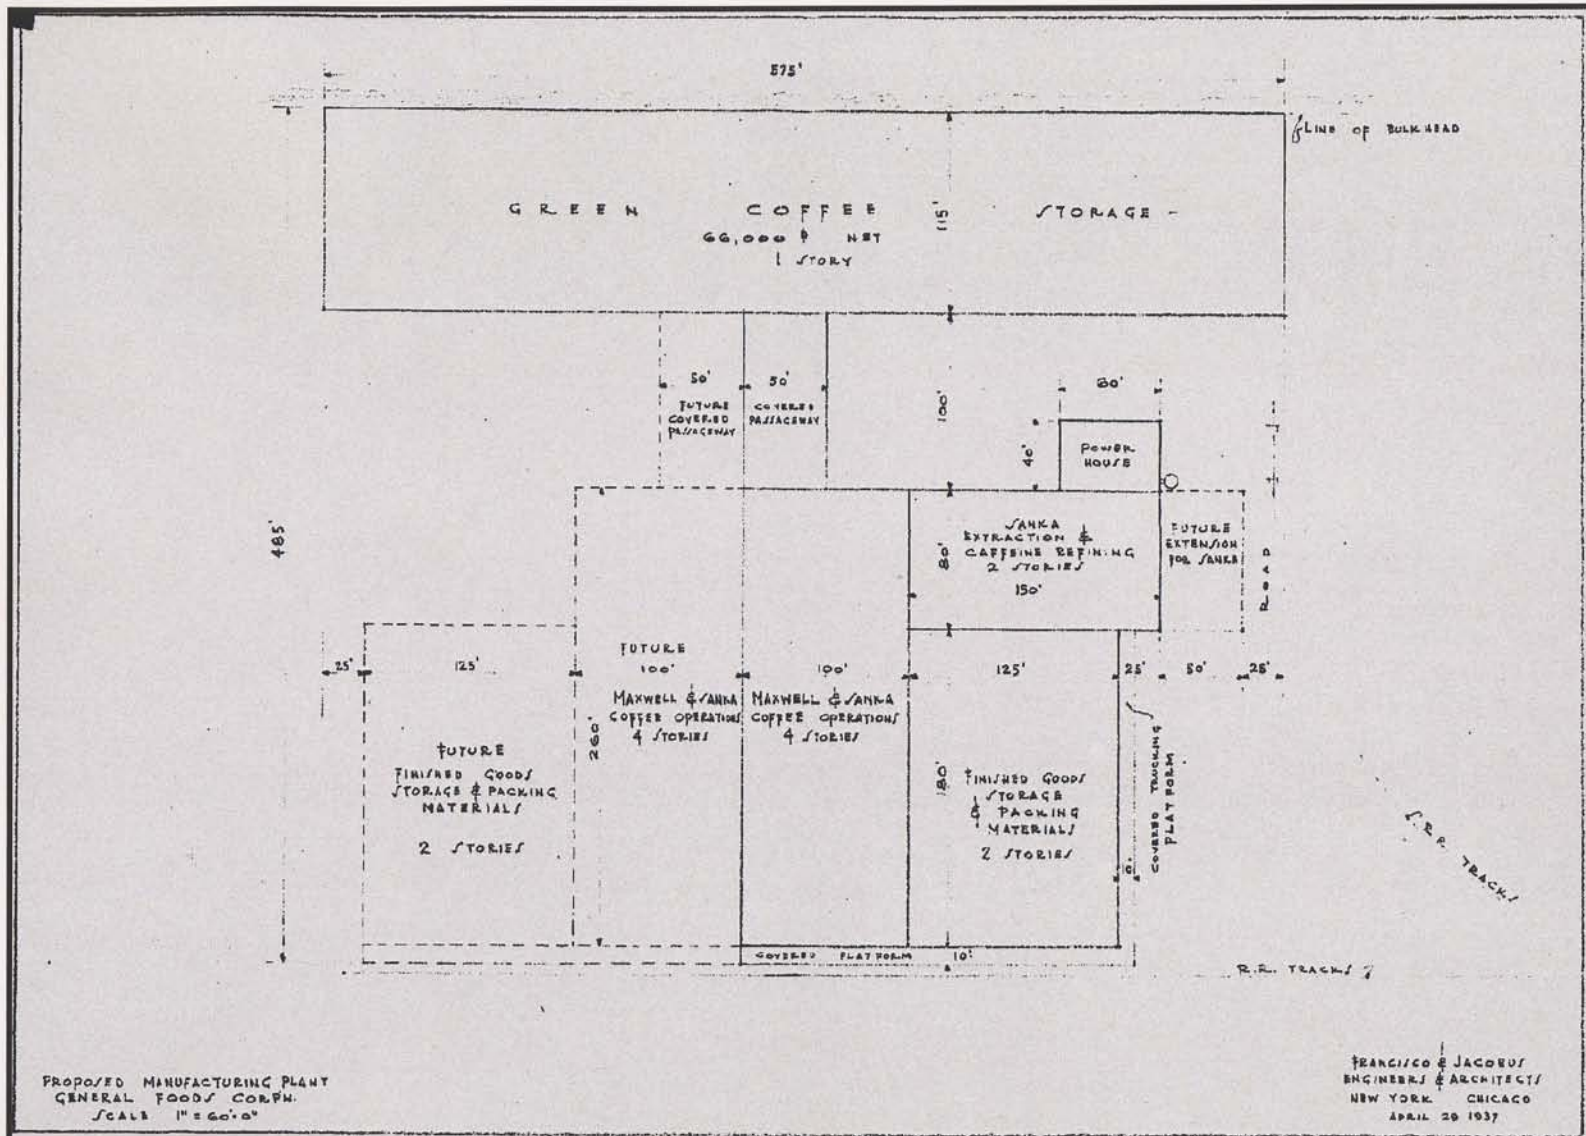 575'
LINE OF BULKHEAD
GREEN COFFEE STORAGE -
66,000 NET
1 STORY
115'
50'
50'
FUTURE
COVERED
PASSAGEWAY
COVERED
PASSAGEWAY
100'
60'
40'
POWER
HOUSE
485'
SANKA
EXTRACTION &
CAFFEINE REFINING
2 STORIES
150'
80'
FUTURE
EXTENSION
FOR SANKA
ROAD
25'
125'
FUTURE
100'
100'
125'
25'
50'
25'
MAXWELL & SANKA
COFFEE OPERATIONS
4 STORIES
MAXWELL & SANKA
COFFEE OPERATIONS
4 STORIES
260'
FUTURE
FINISHED GOODS
STORAGE & PACKING
MATERIALS
2 STORIES
180'
FINISHED GOODS
STORAGE
& PACKING
MATERIALS
2 STORIES
10'
COVERED TRUCKING
PLATFORM
R.R. TRACKS
COVERED PLATFORM 10'
R.R. TRACKS
PROPOSED MANUFACTURING PLANT
GENERAL FOODS CORPN.
SCALE 1" = 60'-0"
FRANCISCO & JACOBUS
ENGINEERS & ARCHITECTS
NEW YORK CHICAGO
APRIL 29 1937